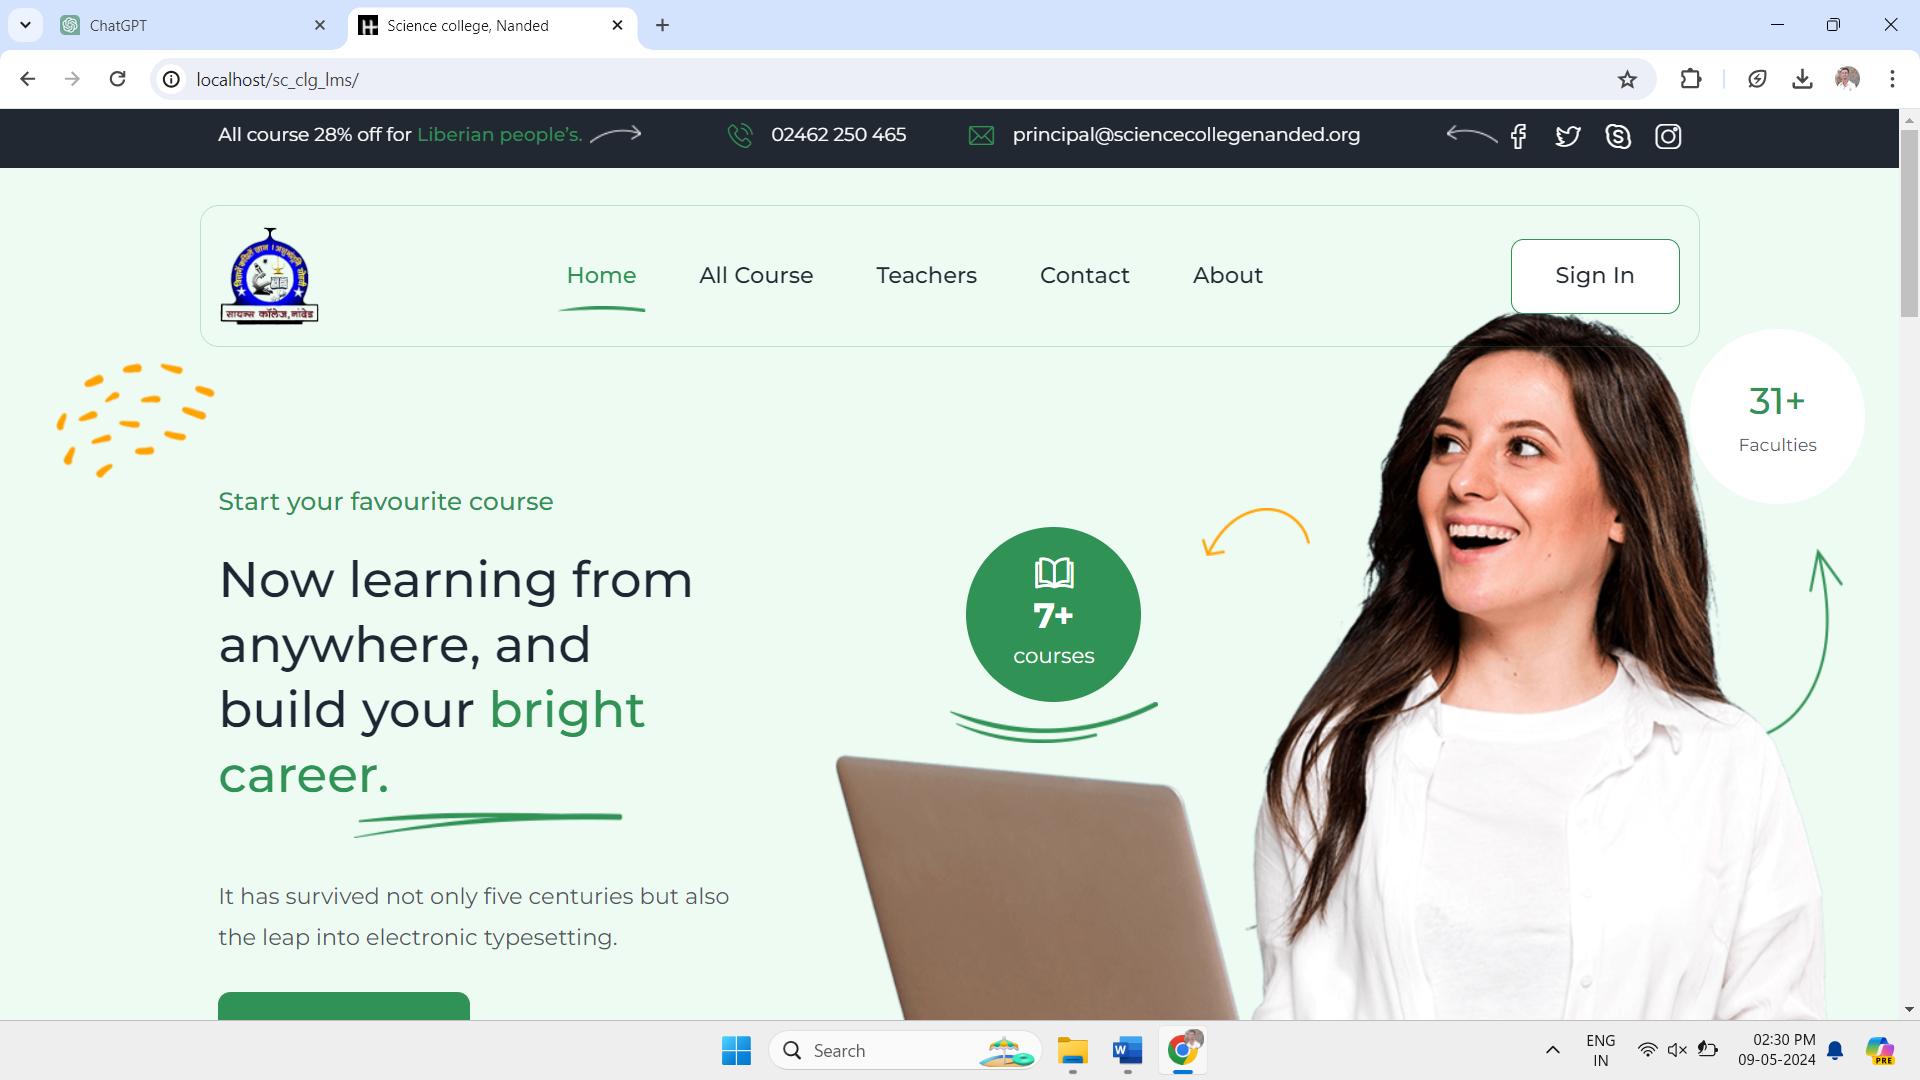 ChatGPT
Science college, Nanded
localhost/sc_clg_lms/
All course 28% off for Liberian people's.
02462 250 465
principal@sciencecollegenanded.org
सायन्स कॉलेज, नांदेड
Home
All Course
Teachers
Contact
About
Sign In
31+
Faculties
Start your favourite course
Now learning from
anywhere, and
build your bright
career.
7+
courses
It has survived not only five centuries but also
the leap into electronic typesetting.
Search
ENG
IN
02:30 PM
09-05-2024
PRE